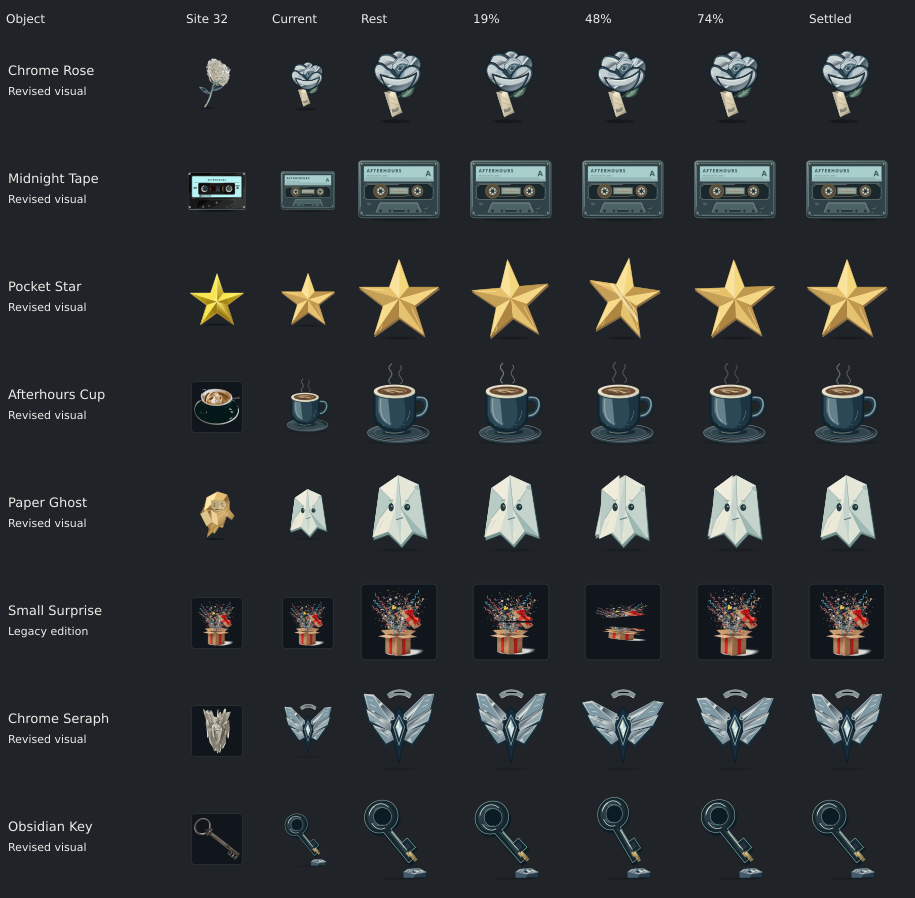 Object Site 32 Current Rest 19% 48% 74% Settled
Chrome Rose
Revised visual
Midnight Tape
Revised visual
AFTERHOURS
AFTERHOURS A
AFTERHOURS A
AFTERHOURS A
AFTERHOURS A
AFTERHOURS A
AFTERHOURS A
Pocket Star
Revised visual
Afterhours Cup
Revised visual
Paper Ghost
Revised visual
Small Surprise
Legacy edition
Chrome Seraph
Revised visual
Obsidian Key
Revised visual